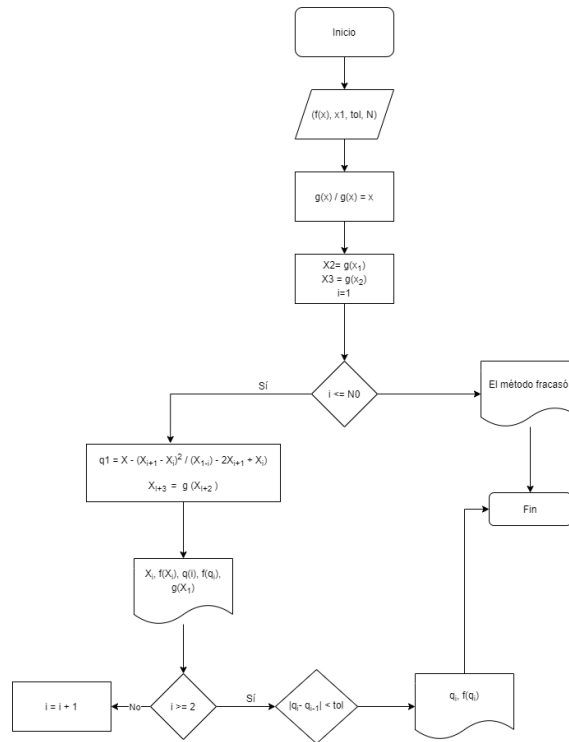 Inicio
(f(x), x1, tol, N)
g(x) / g(x) = x
X2= g(x₁)
X3 = g(x₂)
i=1
i <= N0
Sí
El método fracasó
q1 = X - (Xᵢ₊₁ - Xᵢ)² / (X₁₋ᵢ) - 2Xᵢ₊₁ + Xᵢ)
Xᵢ₊₃ = g (Xᵢ₊₂ )
Fin
Xᵢ, f(Xᵢ), q(i), f(qᵢ),
g(X₁)
i = i + 1
No
i >= 2
Sí
|qᵢ- qᵢ₋₁| < tol
qᵢ, f(qᵢ)